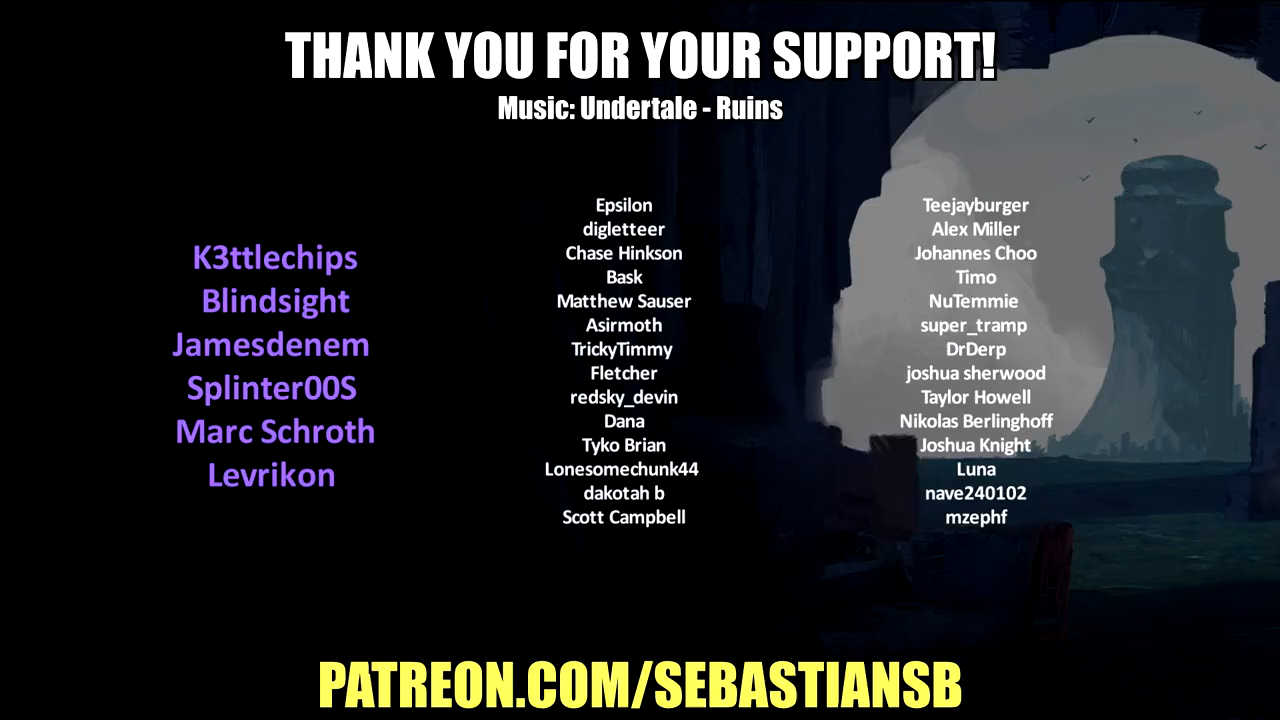 THANK YOU FOR YOUR SUPPORT!
Music: Undertale - Ruins
K3ttlechips
Blindsight
Jamesdenem
Splinter00S
Marc Schroth
Levrikon
Epsilon
digletteer
Chase Hinkson
Bask
Matthew Sauser
Asirmoth
TrickyTimmy
Fletcher
redsky_devin
Dana
Tyko Brian
Lonesomechunk44
dakotah b
Scott Campbell
Teejayburger
Alex Miller
Johannes Choo
Timo
NuTemmie
super_tramp
DrDerp
joshua sherwood
Taylor Howell
Nikolas Berlinghoff
Joshua Knight
Luna
nave240102
mzephf
PATREON.COM/SEBASTIANSB